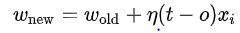 w_new = w_old + η(t − o)x_i